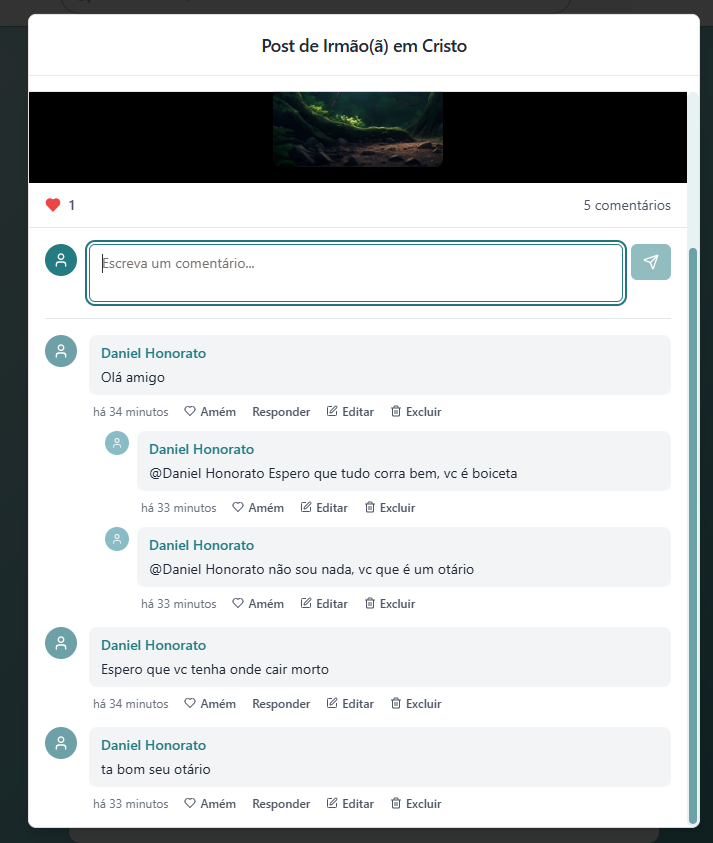 Post de Irmão(ã) em Cristo
1
5 comentários
Escreva um comentário...
Daniel Honorato
Olá amigo
há 34 minutos Amém Responder Editar Excluir
Daniel Honorato
@Daniel Honorato Espero que tudo corra bem, vc é boiceta
há 33 minutos Amém Editar Excluir
Daniel Honorato
@Daniel Honorato não sou nada, vc que é um otário
há 33 minutos Amém Editar Excluir
Daniel Honorato
Espero que vc tenha onde cair morto
há 34 minutos Amém Responder Editar Excluir
Daniel Honorato
ta bom seu otário
há 33 minutos Amém Responder Editar Excluir